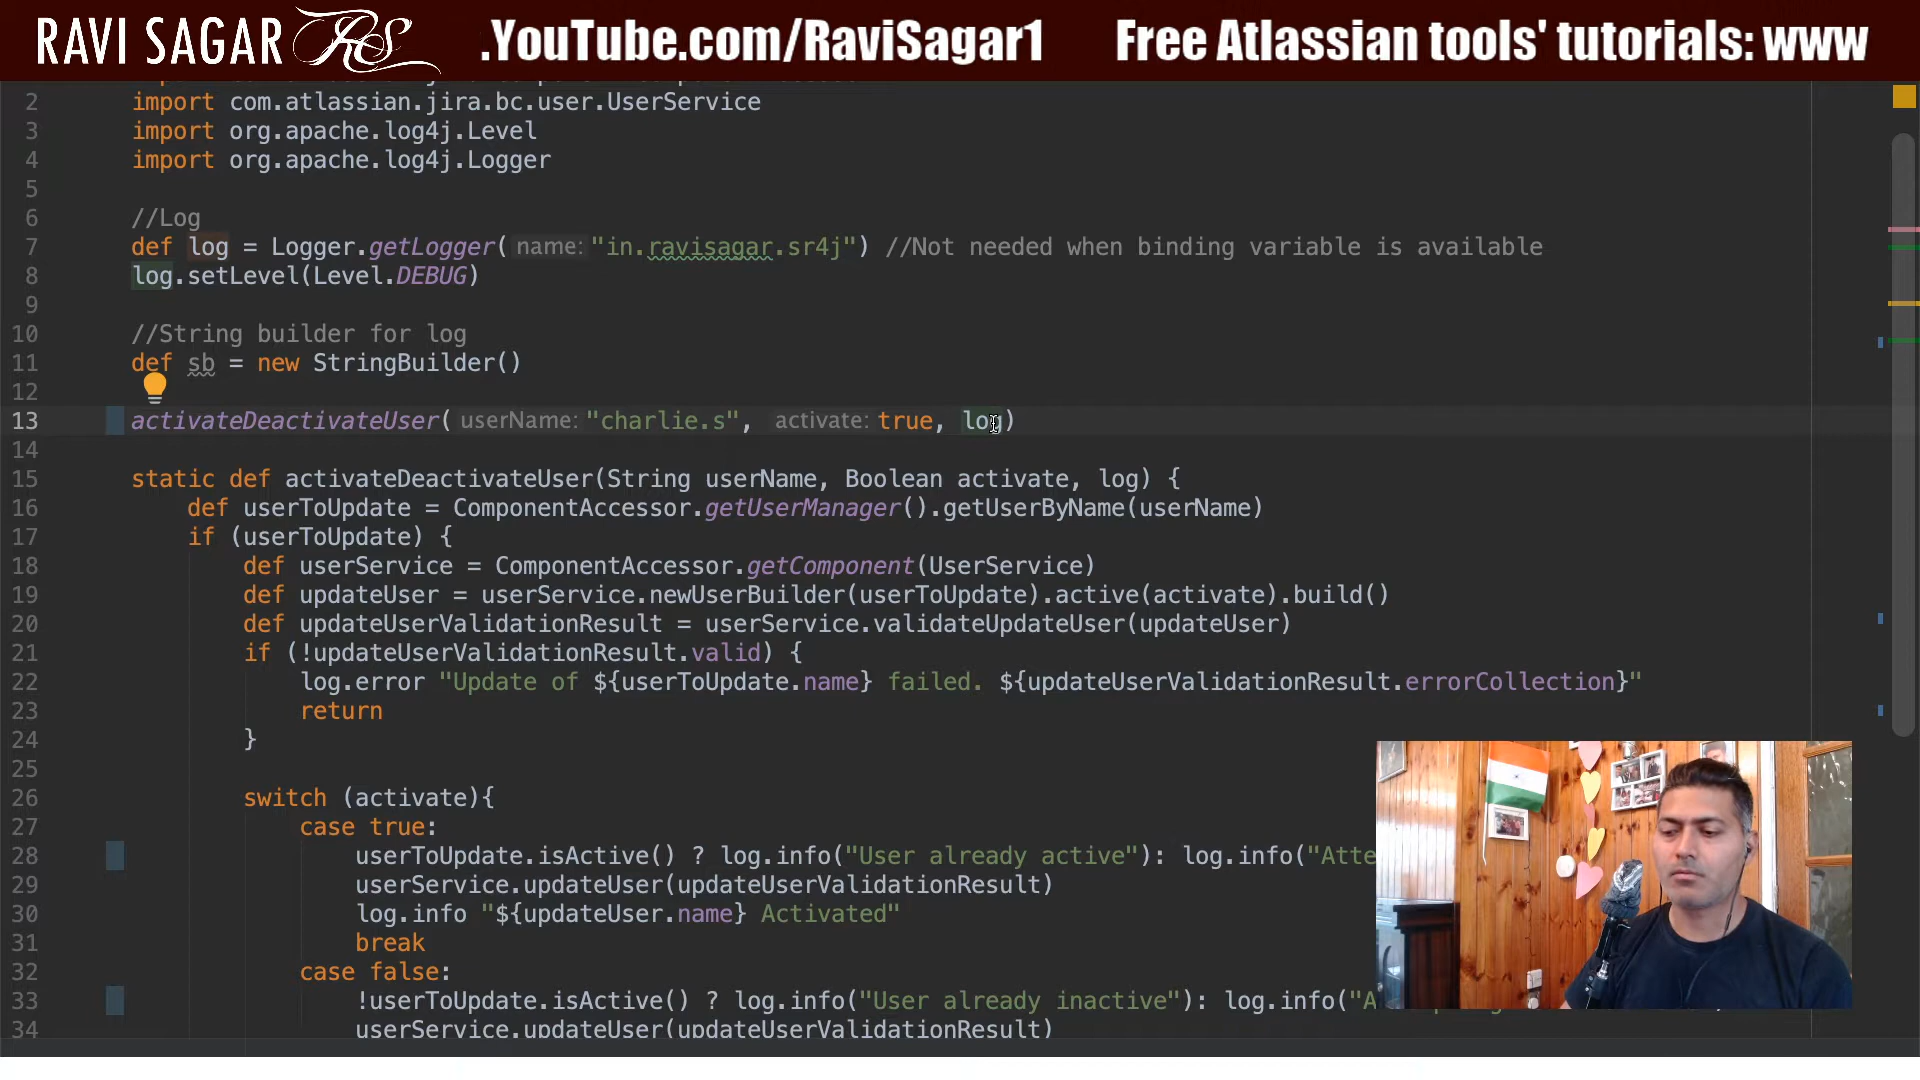 RAVI SAGAR RS .YouTube.com/RaviSagar1 Free Atlassian tools' tutorials: www
2 import com.atlassian.jira.bc.user.UserService
3 import org.apache.log4j.Level
4 import org.apache.log4j.Logger
5
6 //Log
7 def log = Logger.getLogger( name: "in.ravisagar.sr4j") //Not needed when binding variable is available
8 log.setLevel(Level.DEBUG)
9
10 //String builder for log
11 def sb = new StringBuilder()
12
13 activateDeactivateUser( userName: "charlie.s", activate: true, log)
14
15 static def activateDeactivateUser(String userName, Boolean activate, log) {
16 def userToUpdate = ComponentAccessor.getUserManager().getUserByName(userName)
17 if (userToUpdate) {
18 def userService = ComponentAccessor.getComponent(UserService)
19 def updateUser = userService.newUserBuilder(userToUpdate).active(activate).build()
20 def updateUserValidationResult = userService.validateUpdateUser(updateUser)
21 if (!updateUserValidationResult.valid) {
22 log.error "Update of ${userToUpdate.name} failed. ${updateUserValidationResult.errorCollection}"
23 return
24 }
25
26 switch (activate){
27 case true:
28 userToUpdate.isActive() ? log.info("User already active"): log.info("Atte
29 userService.updateUser(updateUserValidationResult)
30 log.info "${updateUser.name} Activated"
31 break
32 case false:
33 !userToUpdate.isActive() ? log.info("User already inactive"): log.info("A
34 userService.updateUser(updateUserValidationResult)